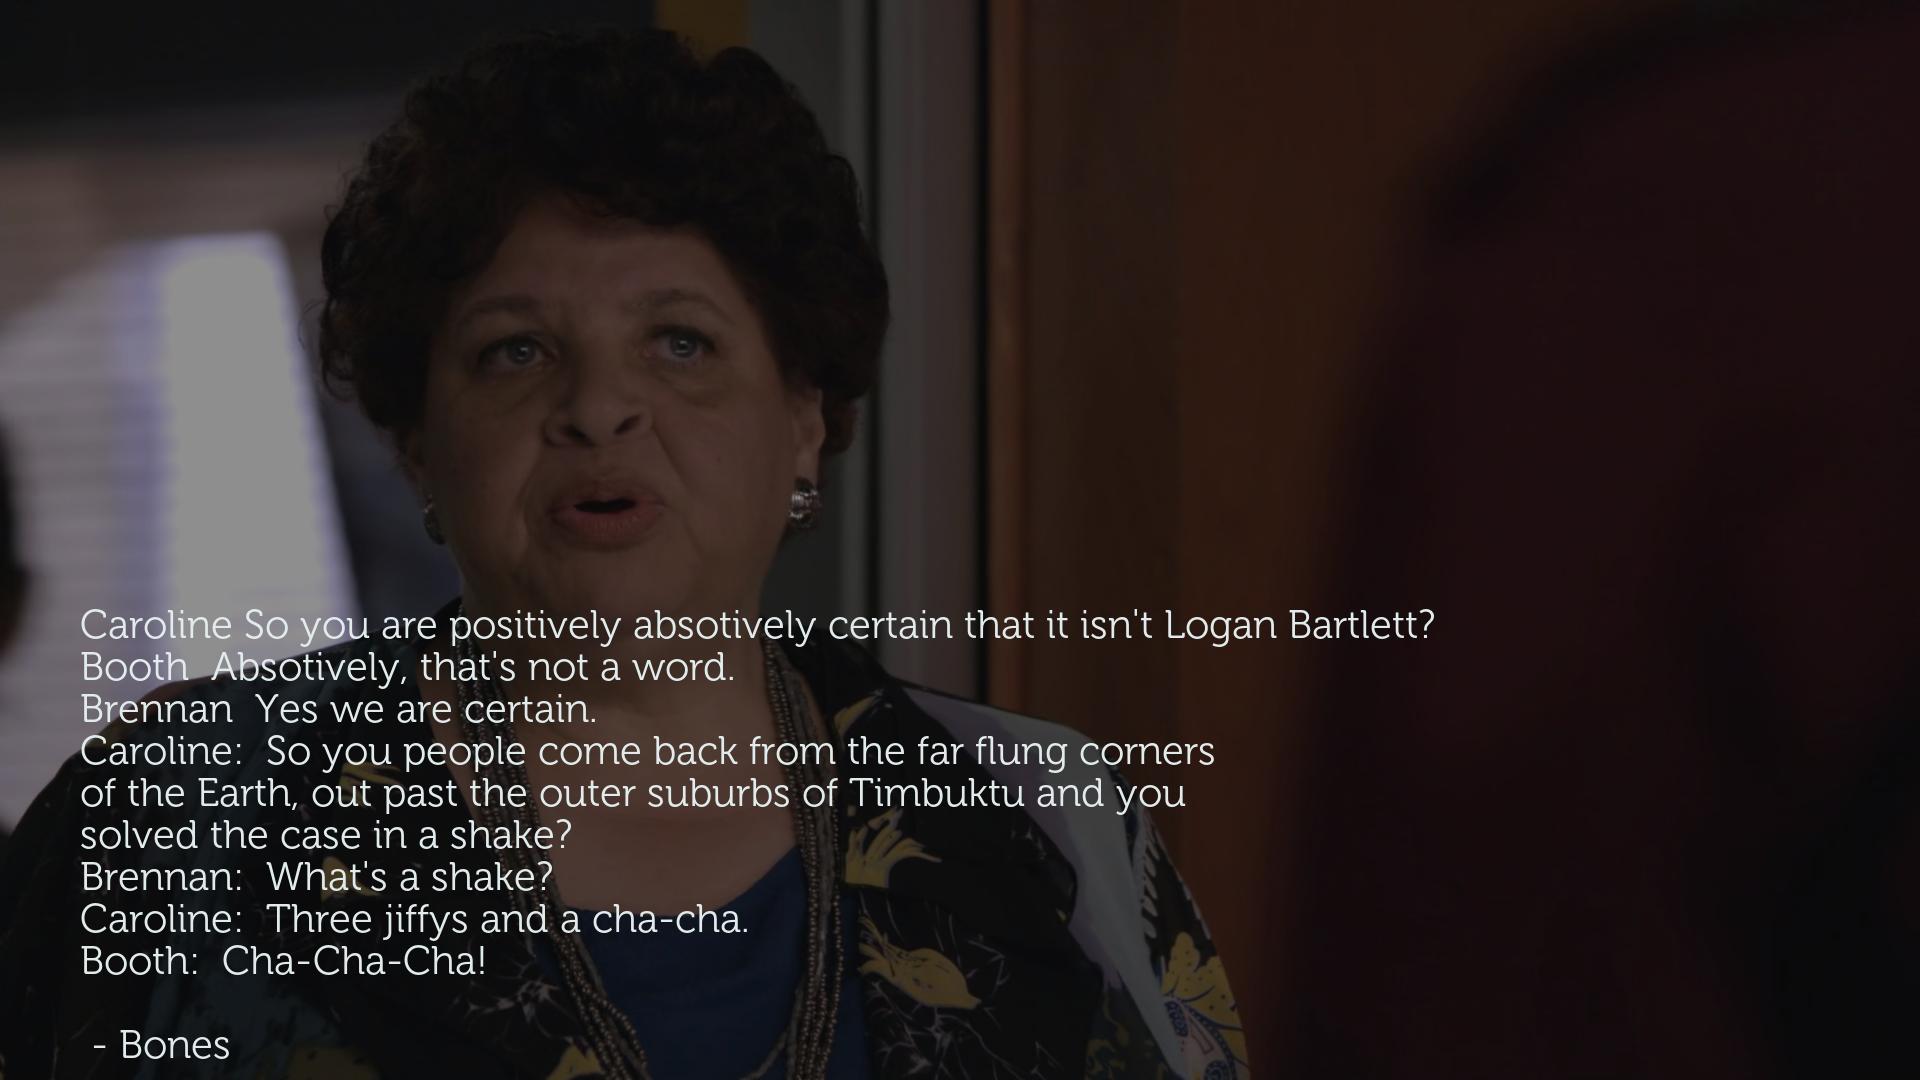 Caroline So you are positively absotively certain that it isn't Logan Bartlett?
Booth  Absotively, that's not a word.
Brennan  Yes we are certain.
Caroline:  So you people come back from the far flung corners
of the Earth, out past the outer suburbs of Timbuktu and you
solved the case in a shake?
Brennan:  What's a shake?
Caroline:  Three jiffys and a cha-cha.
Booth:  Cha-Cha-Cha!
- Bones